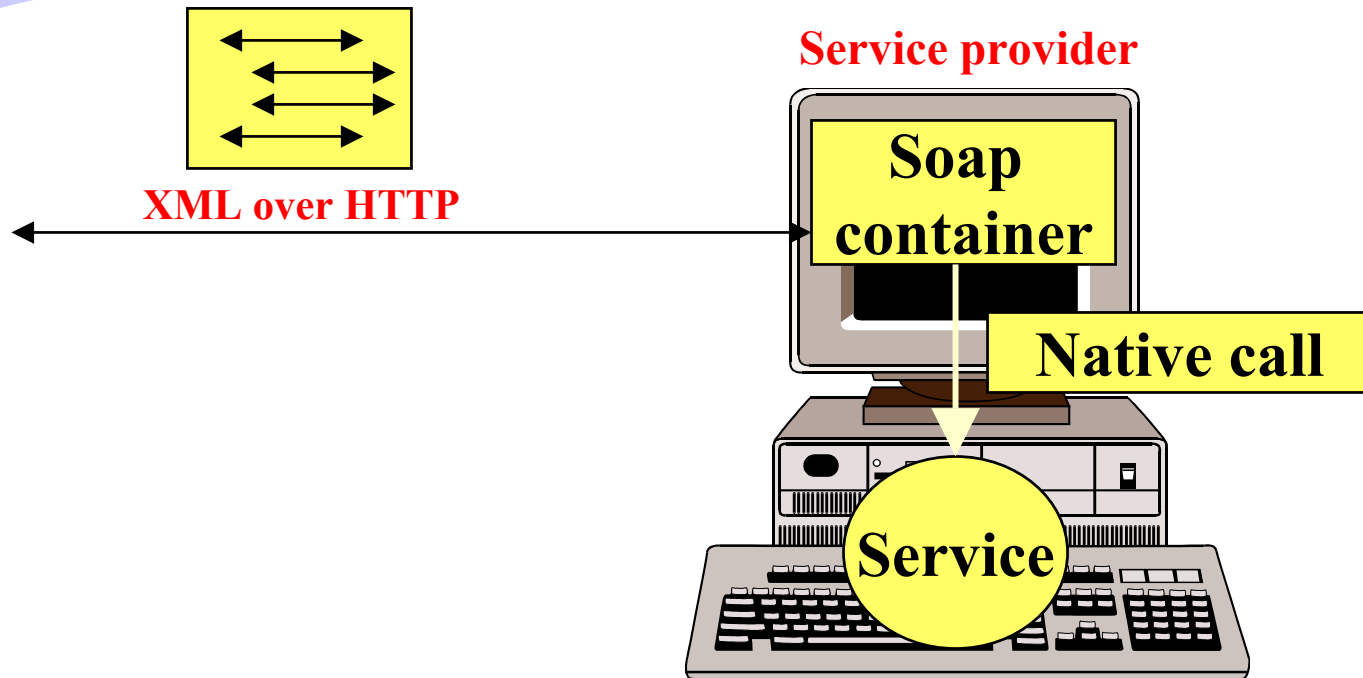 Service provider
XML over HTTP
Soap
container
Native call
Service